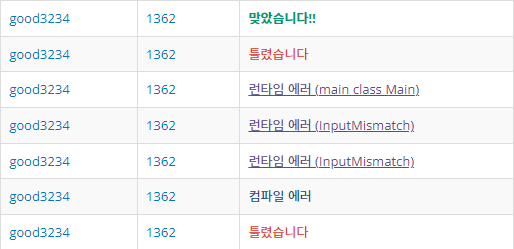 good3234 1362 맞았습니다!!
good3234 1362 틀렸습니다
good3234 1362 런타임 에러 (main class Main)
good3234 1362 런타임 에러 (InputMismatch)
good3234 1362 런타임 에러 (InputMismatch)
good3234 1362 컴파일 에러
good3234 1362 틀렸습니다